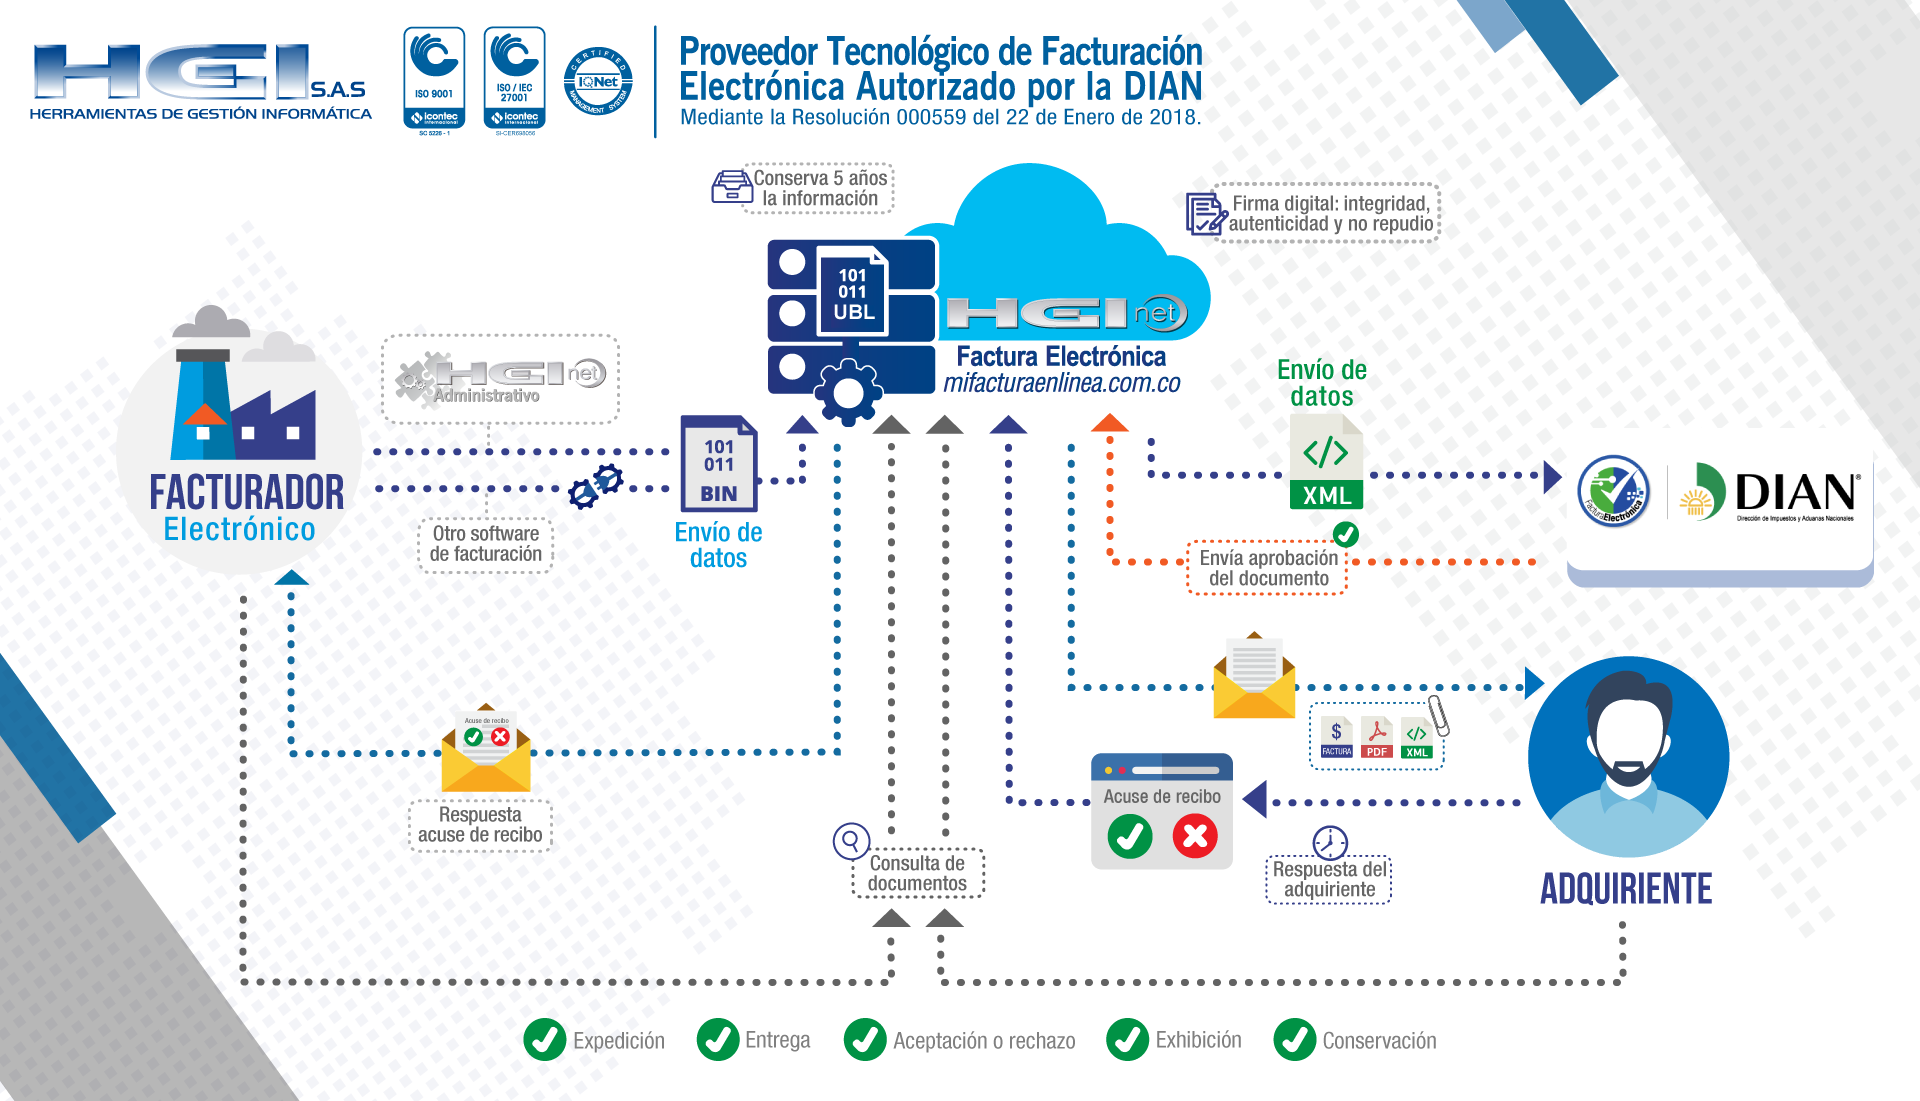 HGI S.A.S
HERRAMIENTAS DE GESTIÓN INFORMÁTICA
ISO 9001
icontec
internacional
SC 5226 - 1
ISO / IEC
27001
icontec
internacional
SI-CER698056
CERTIFIED
IQNet
MANAGEMENT SYSTEM
Proveedor Tecnológico de Facturación
Electrónica Autorizado por la DIAN
Mediante la Resolución 000559 del 22 de Enero de 2018.
Conserva 5 años
la información
Firma digital: integridad,
autenticidad y no repudio
101
011
UBL
HGI net
Factura Electrónica
mifacturaenlinea.com.co
HGI net
Administrativo
FACTURADOR
Electrónico
Otro software
de facturación
101
011
BIN
Envío de
datos
Envío de
datos
</>
XML
Envía aprobación
del documento
FacturaElectrónica
DIAN®
Dirección de Impuestos y Aduanas Nacionales
Acuse de recibo
Respuesta
acuse de recibo
$
FACTURA
PDF
</>
XML
Acuse de recibo
Respuesta del
adquiriente
ADQUIRIENTE
Consulta de
documentos
Expedición
Entrega
Aceptación o rechazo
Exhibición
Conservación